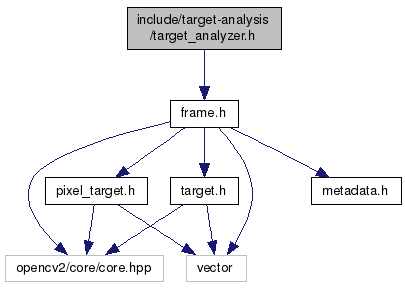 include/target-analysis
/target_analyzer.h
frame.h
pixel_target.h
target.h
metadata.h
opencv2/core/core.hpp
vector